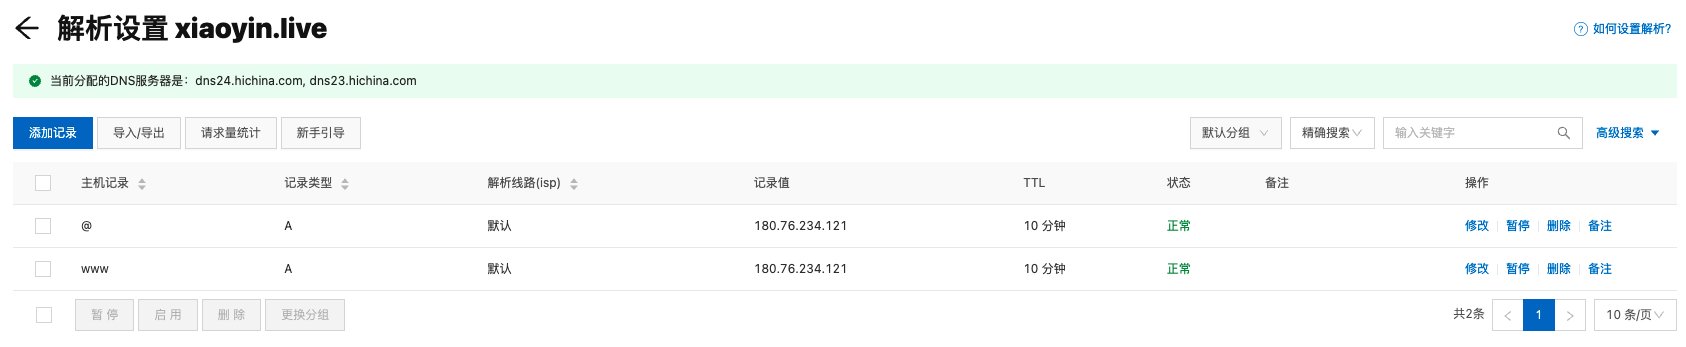 解析设置 xiaoyin.live
如何设置解析?
当前分配的DNS服务器是：dns24.hichina.com, dns23.hichina.com
添加记录 导入/导出 请求量统计 新手引导 默认分组 精确搜索 输入关键字 高级搜索
主机记录 记录类型 解析线路(isp) 记录值 TTL 状态 备注 操作
@ A 默认 180.76.234.121 10 分钟 正常 修改 暂停 删除 备注
www A 默认 180.76.234.121 10 分钟 正常 修改 暂停 删除 备注
暂 停 启 用 删 除 更换分组 共2条 1 10 条/页